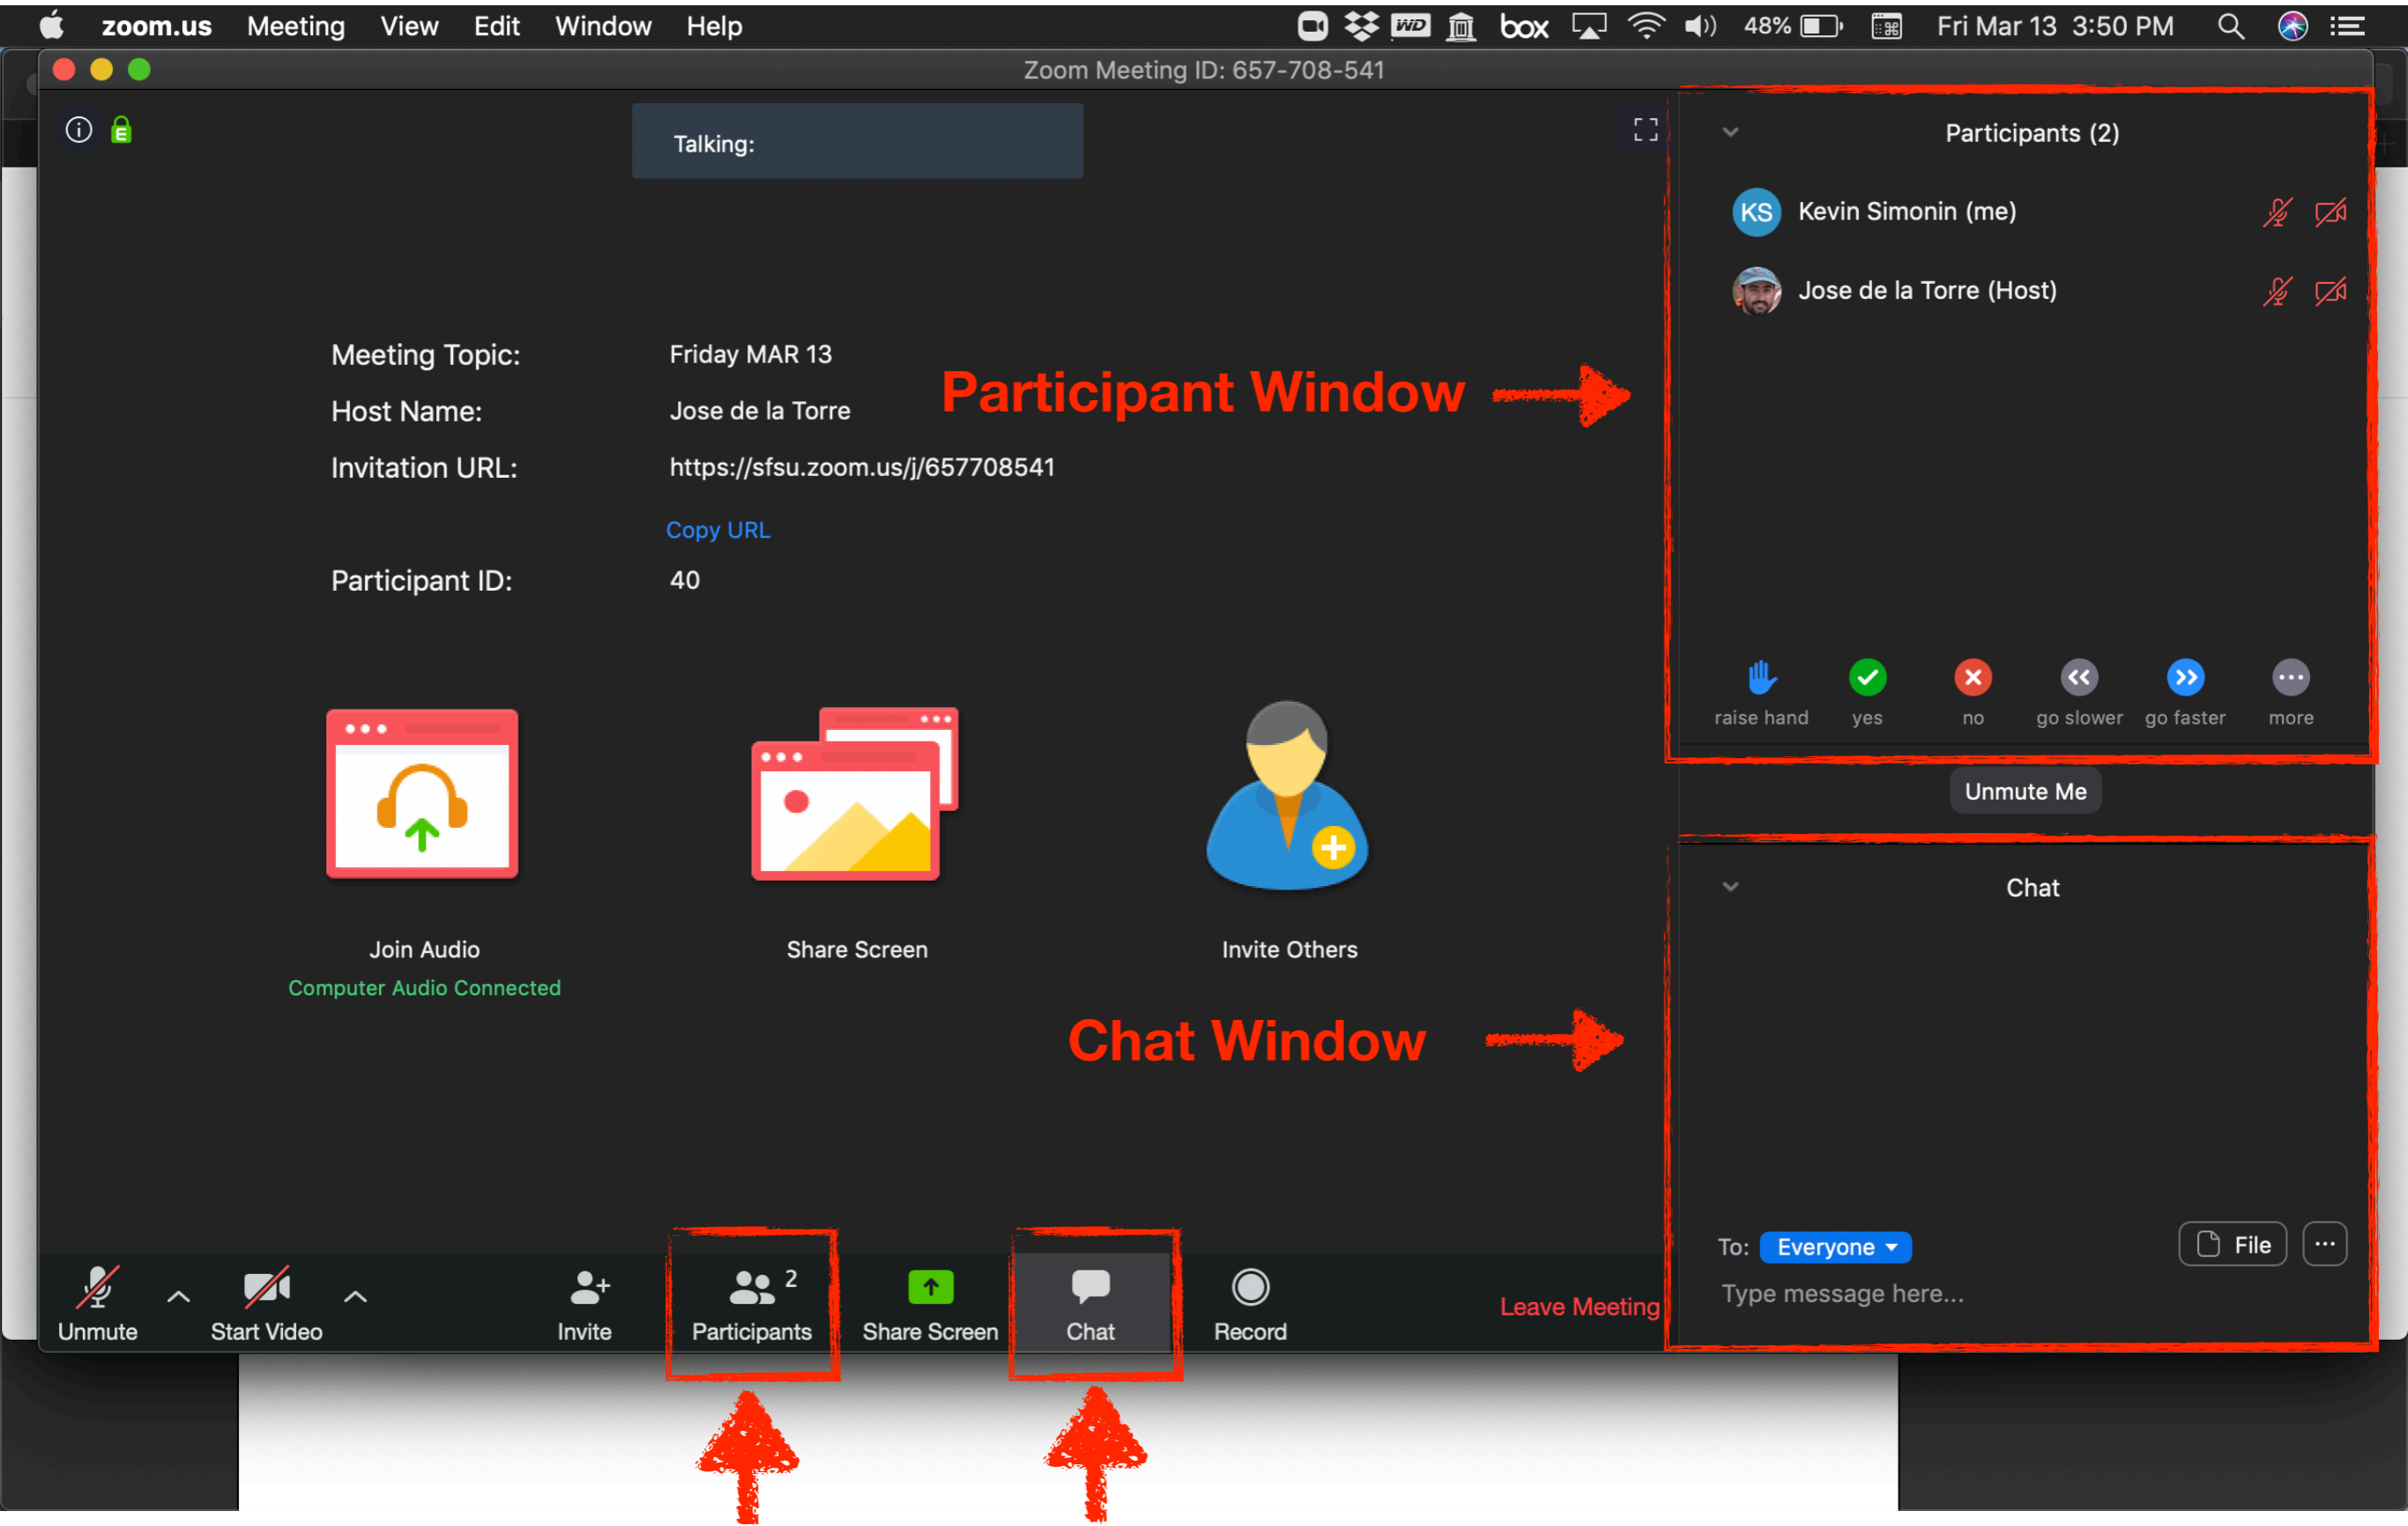 zoom.us Meeting View Edit Window Help WD box 48% Fri Mar 13 3:50 PM
Zoom Meeting ID: 657-708-541
E
Talking:
Participants (2)
KS Kevin Simonin (me)
Jose de la Torre (Host)
Meeting Topic: Friday MAR 13
Host Name: Jose de la Torre
Invitation URL: https://sfsu.zoom.us/j/657708541
Copy URL
Participant ID: 40
Participant Window
raise hand yes no go slower go faster more
Unmute Me
Join Audio Share Screen Invite Others
Computer Audio Connected
Chat Window
Chat
To: Everyone File
Type message here...
2
Unmute Start Video Invite Participants Share Screen Chat Record Leave Meeting